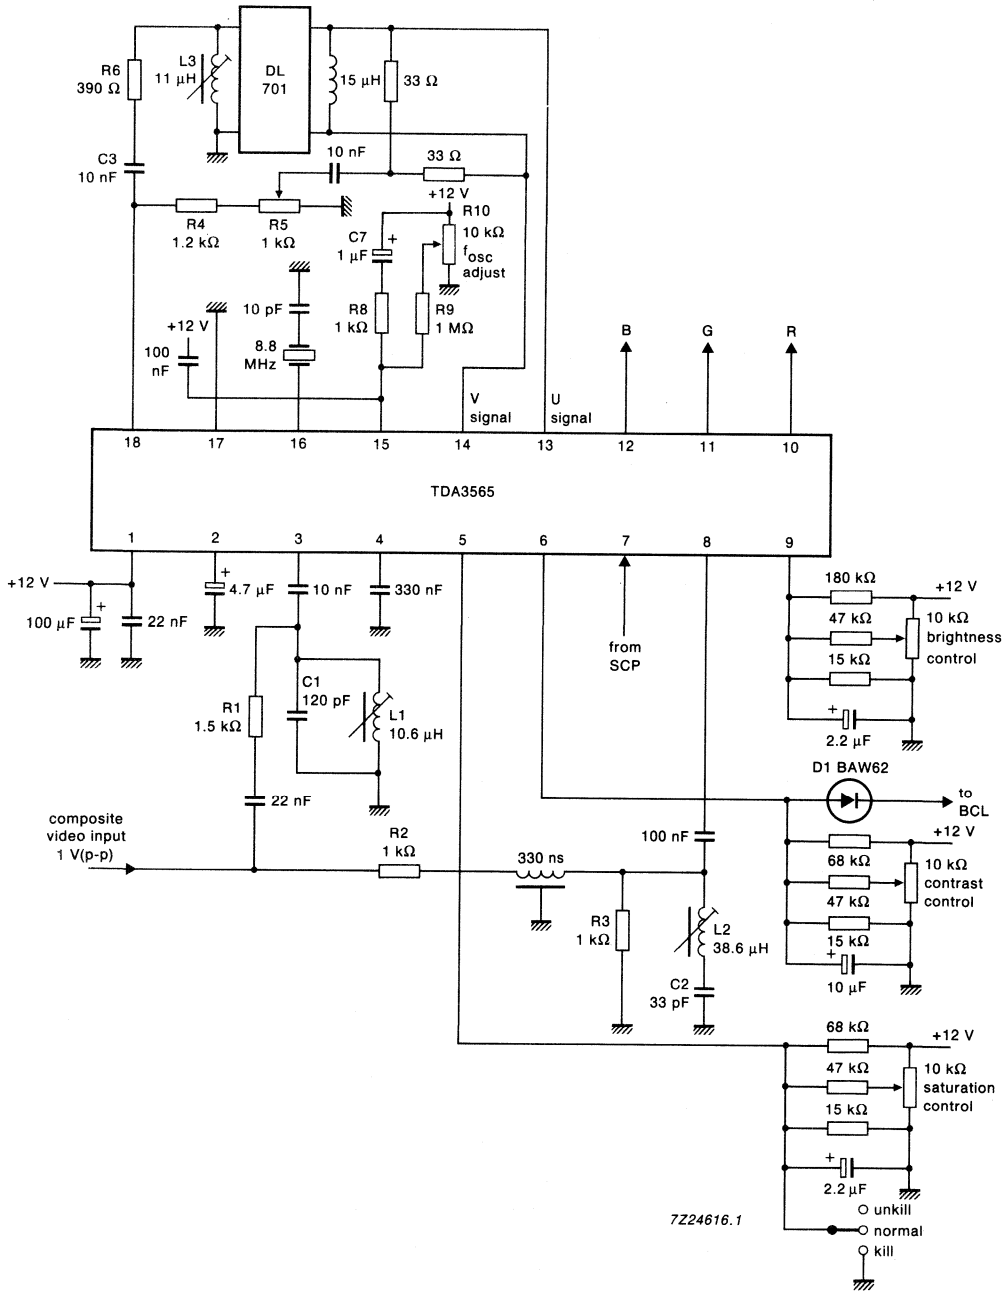 R6
390 Ω
L3
11 μH
DL
701
15 μH
33 Ω
C3
10 nF
10 nF
33 Ω
R4
1.2 kΩ
R5
1 kΩ
+12 V
R10
10 kΩ
fosc
adjust
C7
1 μF
+
R8
1 kΩ
R9
1 MΩ
10 pF
8.8
MHz
+12 V
100
nF
V
signal
U
signal
B
G
R
18
17
16
15
14
13
12
11
10
TDA3565
1
2
3
4
5
6
7
8
9
+12 V
100 μF
+
22 nF
+
4.7 μF
10 nF
330 nF
from
SCP
180 kΩ
+12 V
47 kΩ
10 kΩ
brightness
control
15 kΩ
+
2.2 μF
R1
1.5 kΩ
C1
120 pF
L1
10.6 μH
22 nF
composite
video input
1 V(p-p)
R2
1 kΩ
330 ns
100 nF
R3
1 kΩ
L2
38.6 μH
C2
33 pF
D1 BAW62
to
BCL
+12 V
68 kΩ
10 kΩ
contrast
control
47 kΩ
15 kΩ
+
10 μF
68 kΩ
+12 V
47 kΩ
10 kΩ
saturation
control
15 kΩ
+
2.2 μF
unkill
normal
kill
7Z24616.1